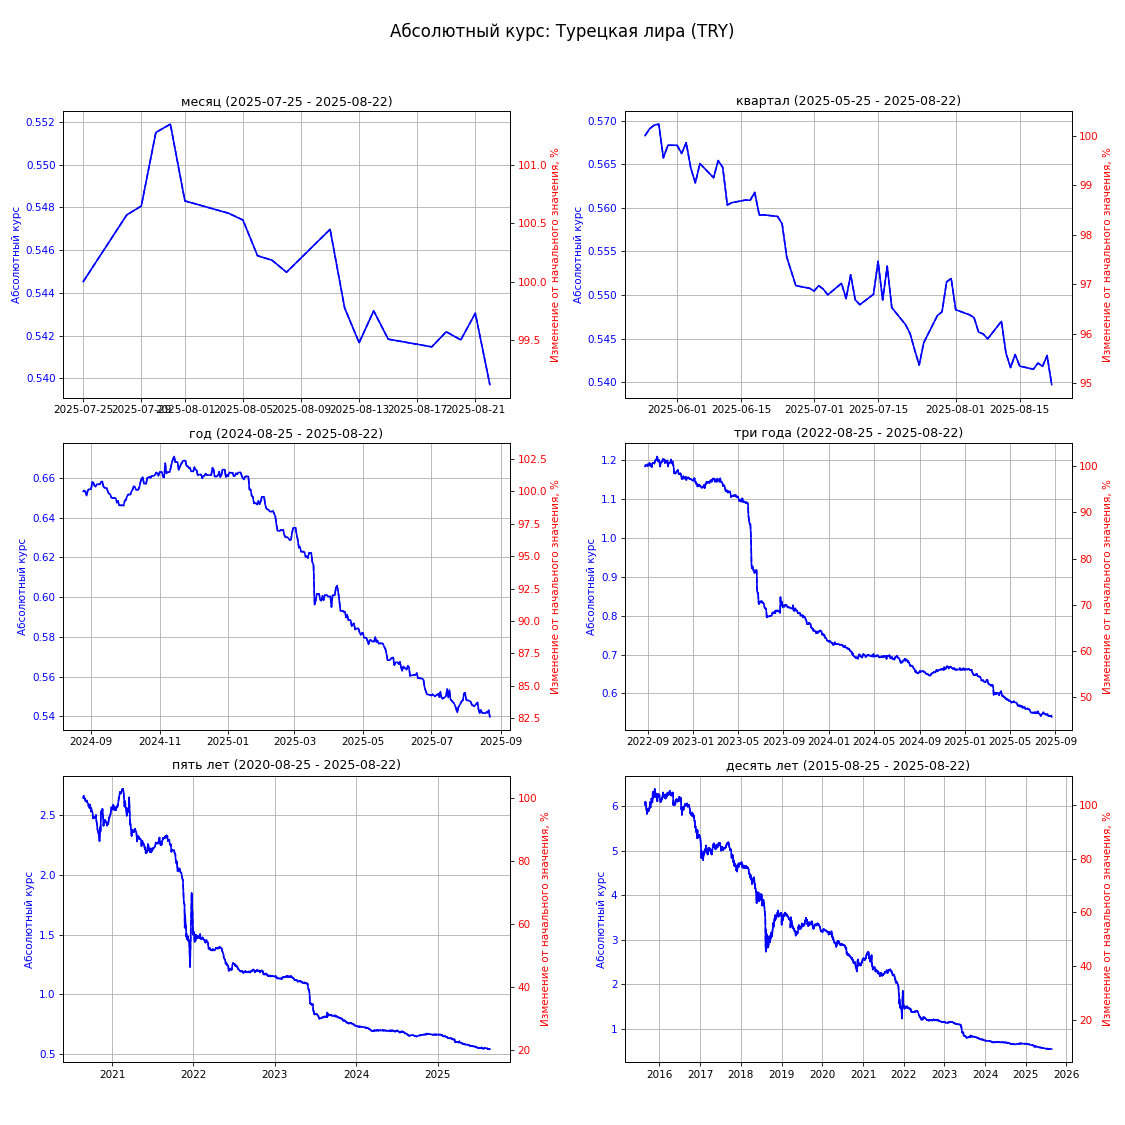 Абсолютный курс: Турецкая лира (TRY)
месяц (2025-07-25 - 2025-08-22)
Абсолютный курс
0.552
0.550
0.548
0.546
0.544
0.542
0.540
101.0
100.5
100.0
99.5
Изменение от начального значения, %
2025-07-25 2025-07-29 2025-08-01 2025-08-05 2025-08-09 2025-08-13 2025-08-17 2025-08-21
квартал (2025-05-25 - 2025-08-22)
Абсолютный курс
0.570
0.565
0.560
0.555
0.550
0.545
0.540
100
99
98
97
96
95
Изменение от начального значения, %
2025-06-01 2025-06-15 2025-07-01 2025-07-15 2025-08-01 2025-08-15
год (2024-08-25 - 2025-08-22)
Абсолютный курс
0.66
0.64
0.62
0.60
0.58
0.56
0.54
102.5
100.0
97.5
95.0
92.5
90.0
87.5
85.0
82.5
Изменение от начального значения, %
2024-09 2024-11 2025-01 2025-03 2025-05 2025-07 2025-09
три года (2022-08-25 - 2025-08-22)
Абсолютный курс
1.2
1.1
1.0
0.9
0.8
0.7
0.6
100
90
80
70
60
50
Изменение от начального значения, %
2022-09 2023-01 2023-05 2023-09 2024-01 2024-05 2024-09 2025-01 2025-05 2025-09
пять лет (2020-08-25 - 2025-08-22)
Абсолютный курс
2.5
2.0
1.5
1.0
0.5
100
80
60
40
20
Изменение от начального значения, %
2021 2022 2023 2024 2025
десять лет (2015-08-25 - 2025-08-22)
Абсолютный курс
6
5
4
3
2
1
100
80
60
40
20
Изменение от начального значения, %
2016 2017 2018 2019 2020 2021 2022 2023 2024 2025 2026